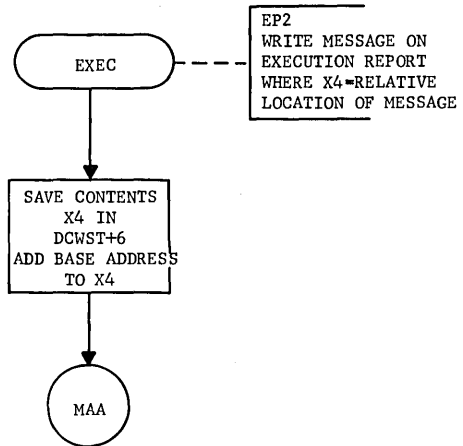 EXEC
EP2
WRITE MESSAGE ON
EXECUTION REPORT
WHERE X4=RELATIVE
LOCATION OF MESSAGE
SAVE CONTENTS
X4 IN
DCWST+6
ADD BASE ADDRESS
TO X4
MAA